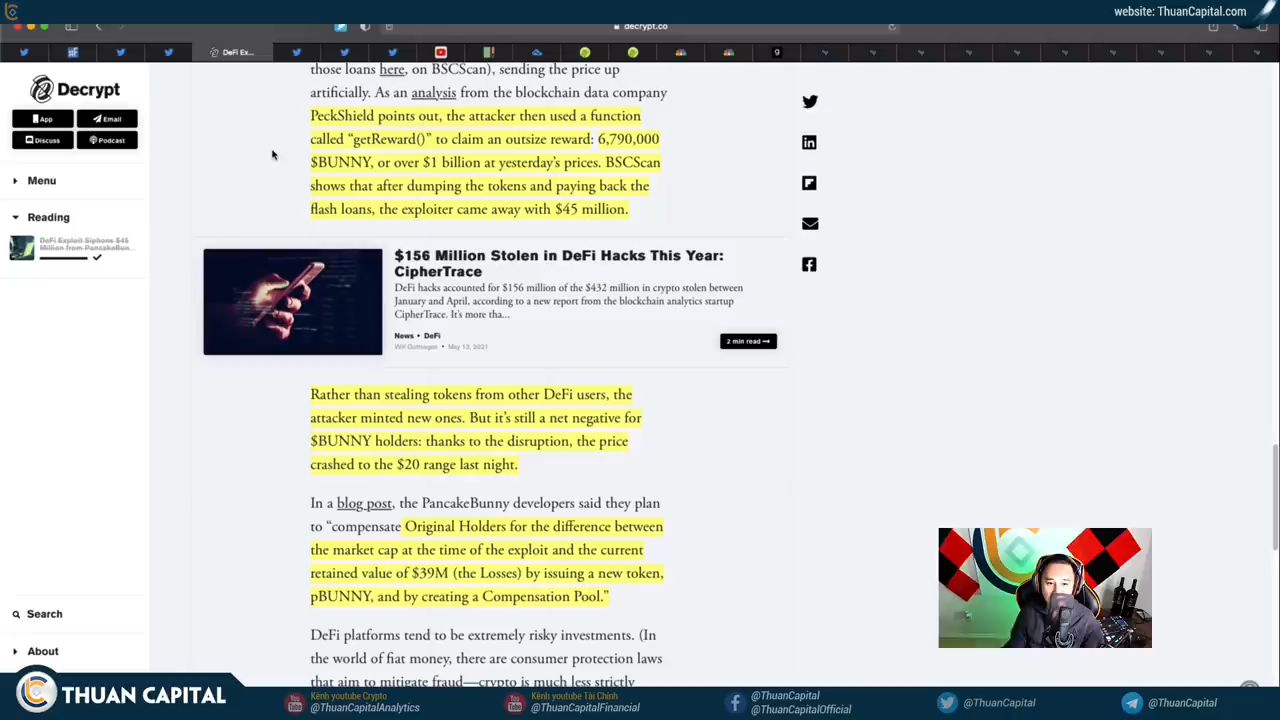 website: ThuanCapital.com
decrypt.co
DeFi Ex...
Decrypt
App
Email
Discuss
Podcast
Menu
Reading
DeFi Exploit Siphons $45
Million from PancakeBun...
Search
About
those loans here, on BSCScan), sending the price up
artificially. As an analysis from the blockchain data company
PeckShield points out, the attacker then used a function
called “getReward()” to claim an outsize reward: 6,790,000
$BUNNY, or over $1 billion at yesterday’s prices. BSCScan
shows that after dumping the tokens and paying back the
flash loans, the exploiter came away with $45 million.
$156 Million Stolen in DeFi Hacks This Year:
CipherTrace
DeFi hacks accounted for $156 million of the $432 million in crypto stolen between
January and April, according to a new report from the blockchain analytics startup
CipherTrace. It’s more tha...
News • DeFi
• May 13, 2021
2 min read
Rather than stealing tokens from other DeFi users, the
attacker minted new ones. But it’s still a net negative for
$BUNNY holders: thanks to the disruption, the price
crashed to the $20 range last night.
In a blog post, the PancakeBunny developers said they plan
to “compensate Original Holders for the difference between
the market cap at the time of the exploit and the current
retained value of $39M (the Losses) by issuing a new token,
pBUNNY, and by creating a Compensation Pool.”
DeFi platforms tend to be extremely risky investments. (In
the world of fiat money, there are consumer protection laws
that aim to mitigate fraud—crypto is much less strictly
THUAN CAPITAL
Kênh youtube Crypto
@ThuanCapitalAnalytics
Kênh youtube Tài Chính
@ThuanCapitalFinancial
@ThuanCapital
@ThuanCapitalOfficial
@ThuanCapital
@ThuanCapital